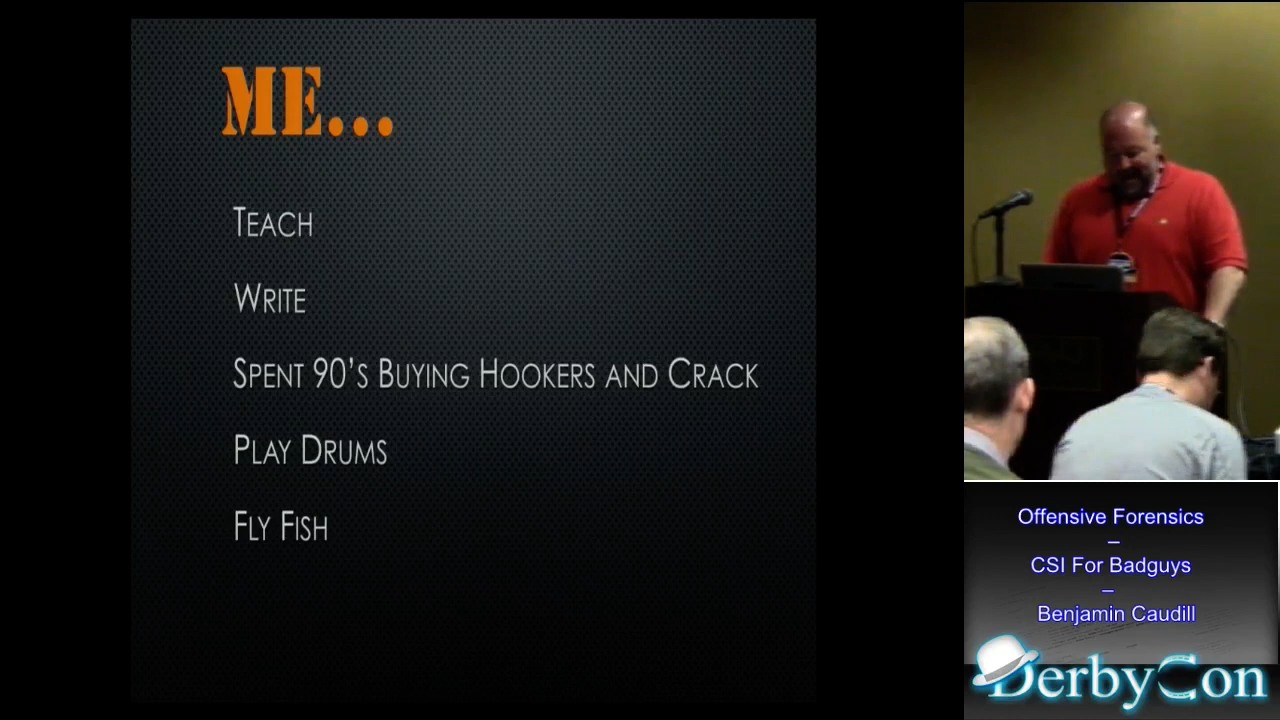 ME...
TEACH
WRITE
SPENT 90'S BUYING HOOKERS AND CRACK
PLAY DRUMS
FLY FISH
Offensive Forensics
–
CSI For Badguys
–
Benjamin Caudill
DerbyCon